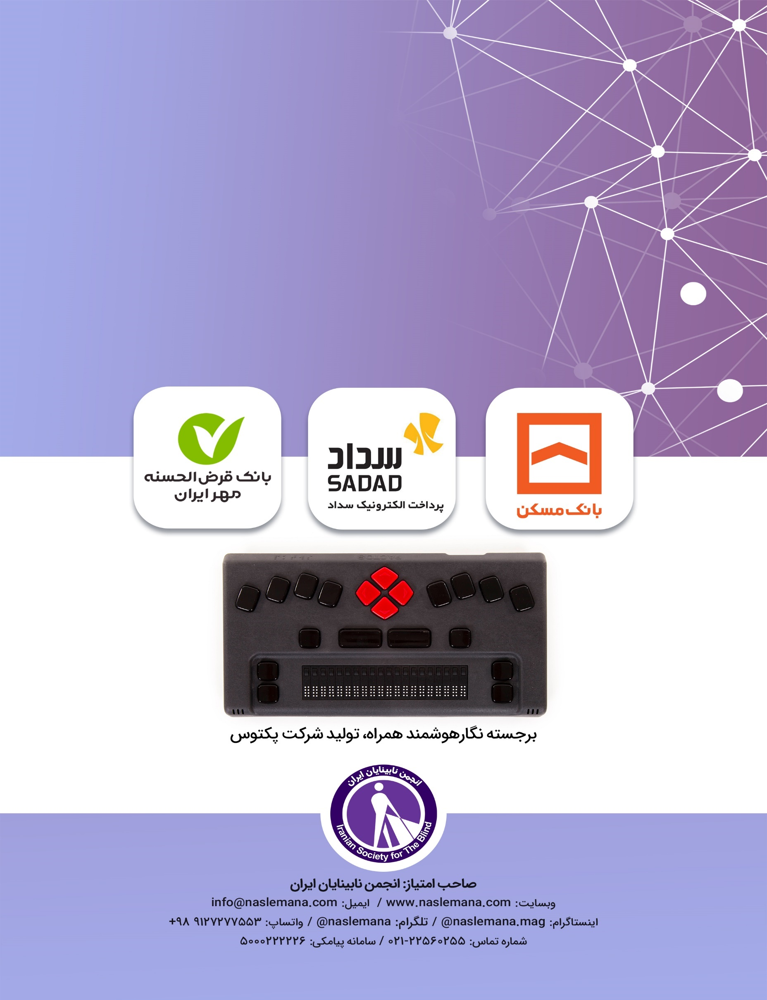 بانک مسکن
سداد
SADAD
پرداخت الکترونیک سداد
بانک قرض‌الحسنه
مهر ایران
PACTOS
برجسته نگارهوشمند همراه، تولید شرکت پکتوس
انجمن نابینایان ایران
Iranian Society for The Blind
صاحب امتیاز: انجمن نابینایان ایران
وبسایت: www.naslemana.com / ایمیل: info@naslemana.com
اینستاگرام: @naslemana.mag / تلگرام: @naslemana / واتساپ: ۹۱۲۷۲۷۷۵۵۳ ۹۸+
شماره تماس: ۲۲۵۶۰۲۵۵-۰۲۱ / سامانه پیامکی: ۵۰۰۰۲۲۲۲۲۶